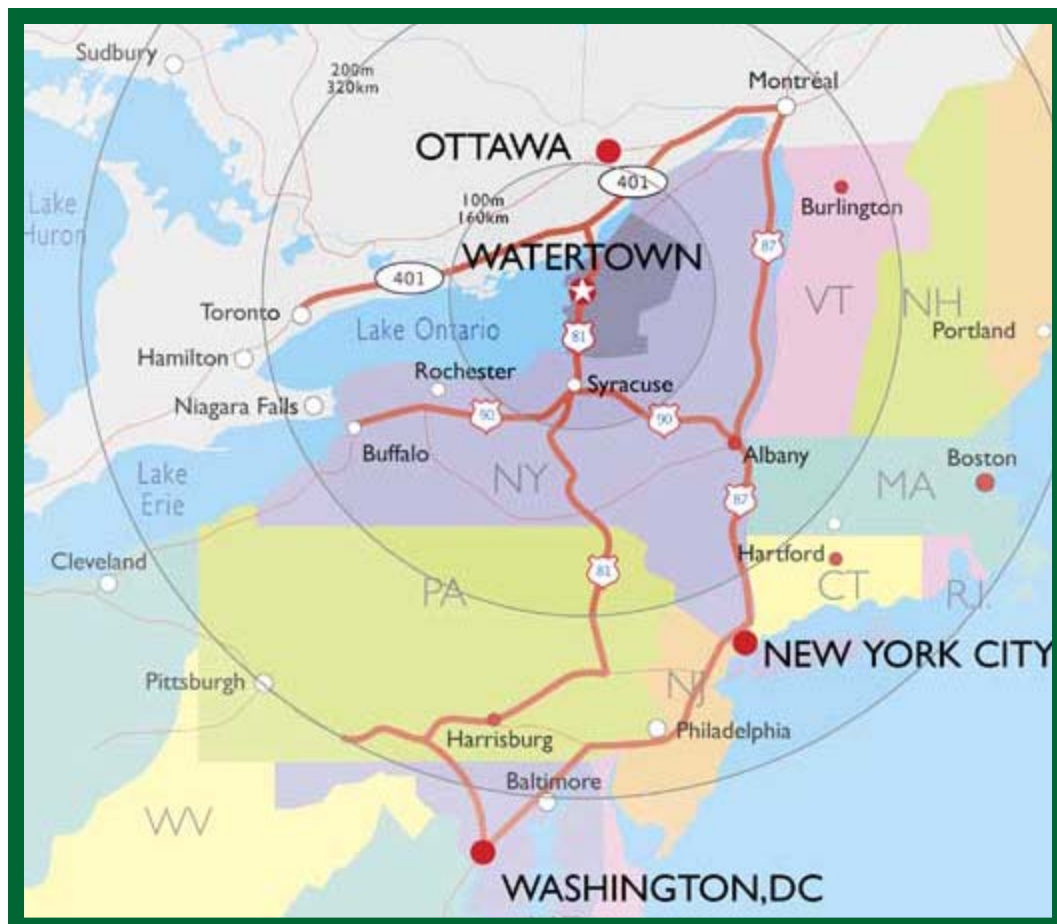 Sudbury
200m
320km
Montréal
OTTAWA
401
100m
160km
Burlington
Lake
Huron
WATERTOWN
87
401
VT
NH
Toronto
Lake Ontario
81
Portland
Hamilton
Rochester
Syracuse
Niagara Falls
90
90
Buffalo
Albany
Boston
Lake
Erie
NY
87
MA
Cleveland
Hartford
81
PA
CT
R.I.
NEW YORK CITY
Pittsburgh
NJ
Harrisburg
Philadelphia
Baltimore
WV
WASHINGTON,DC